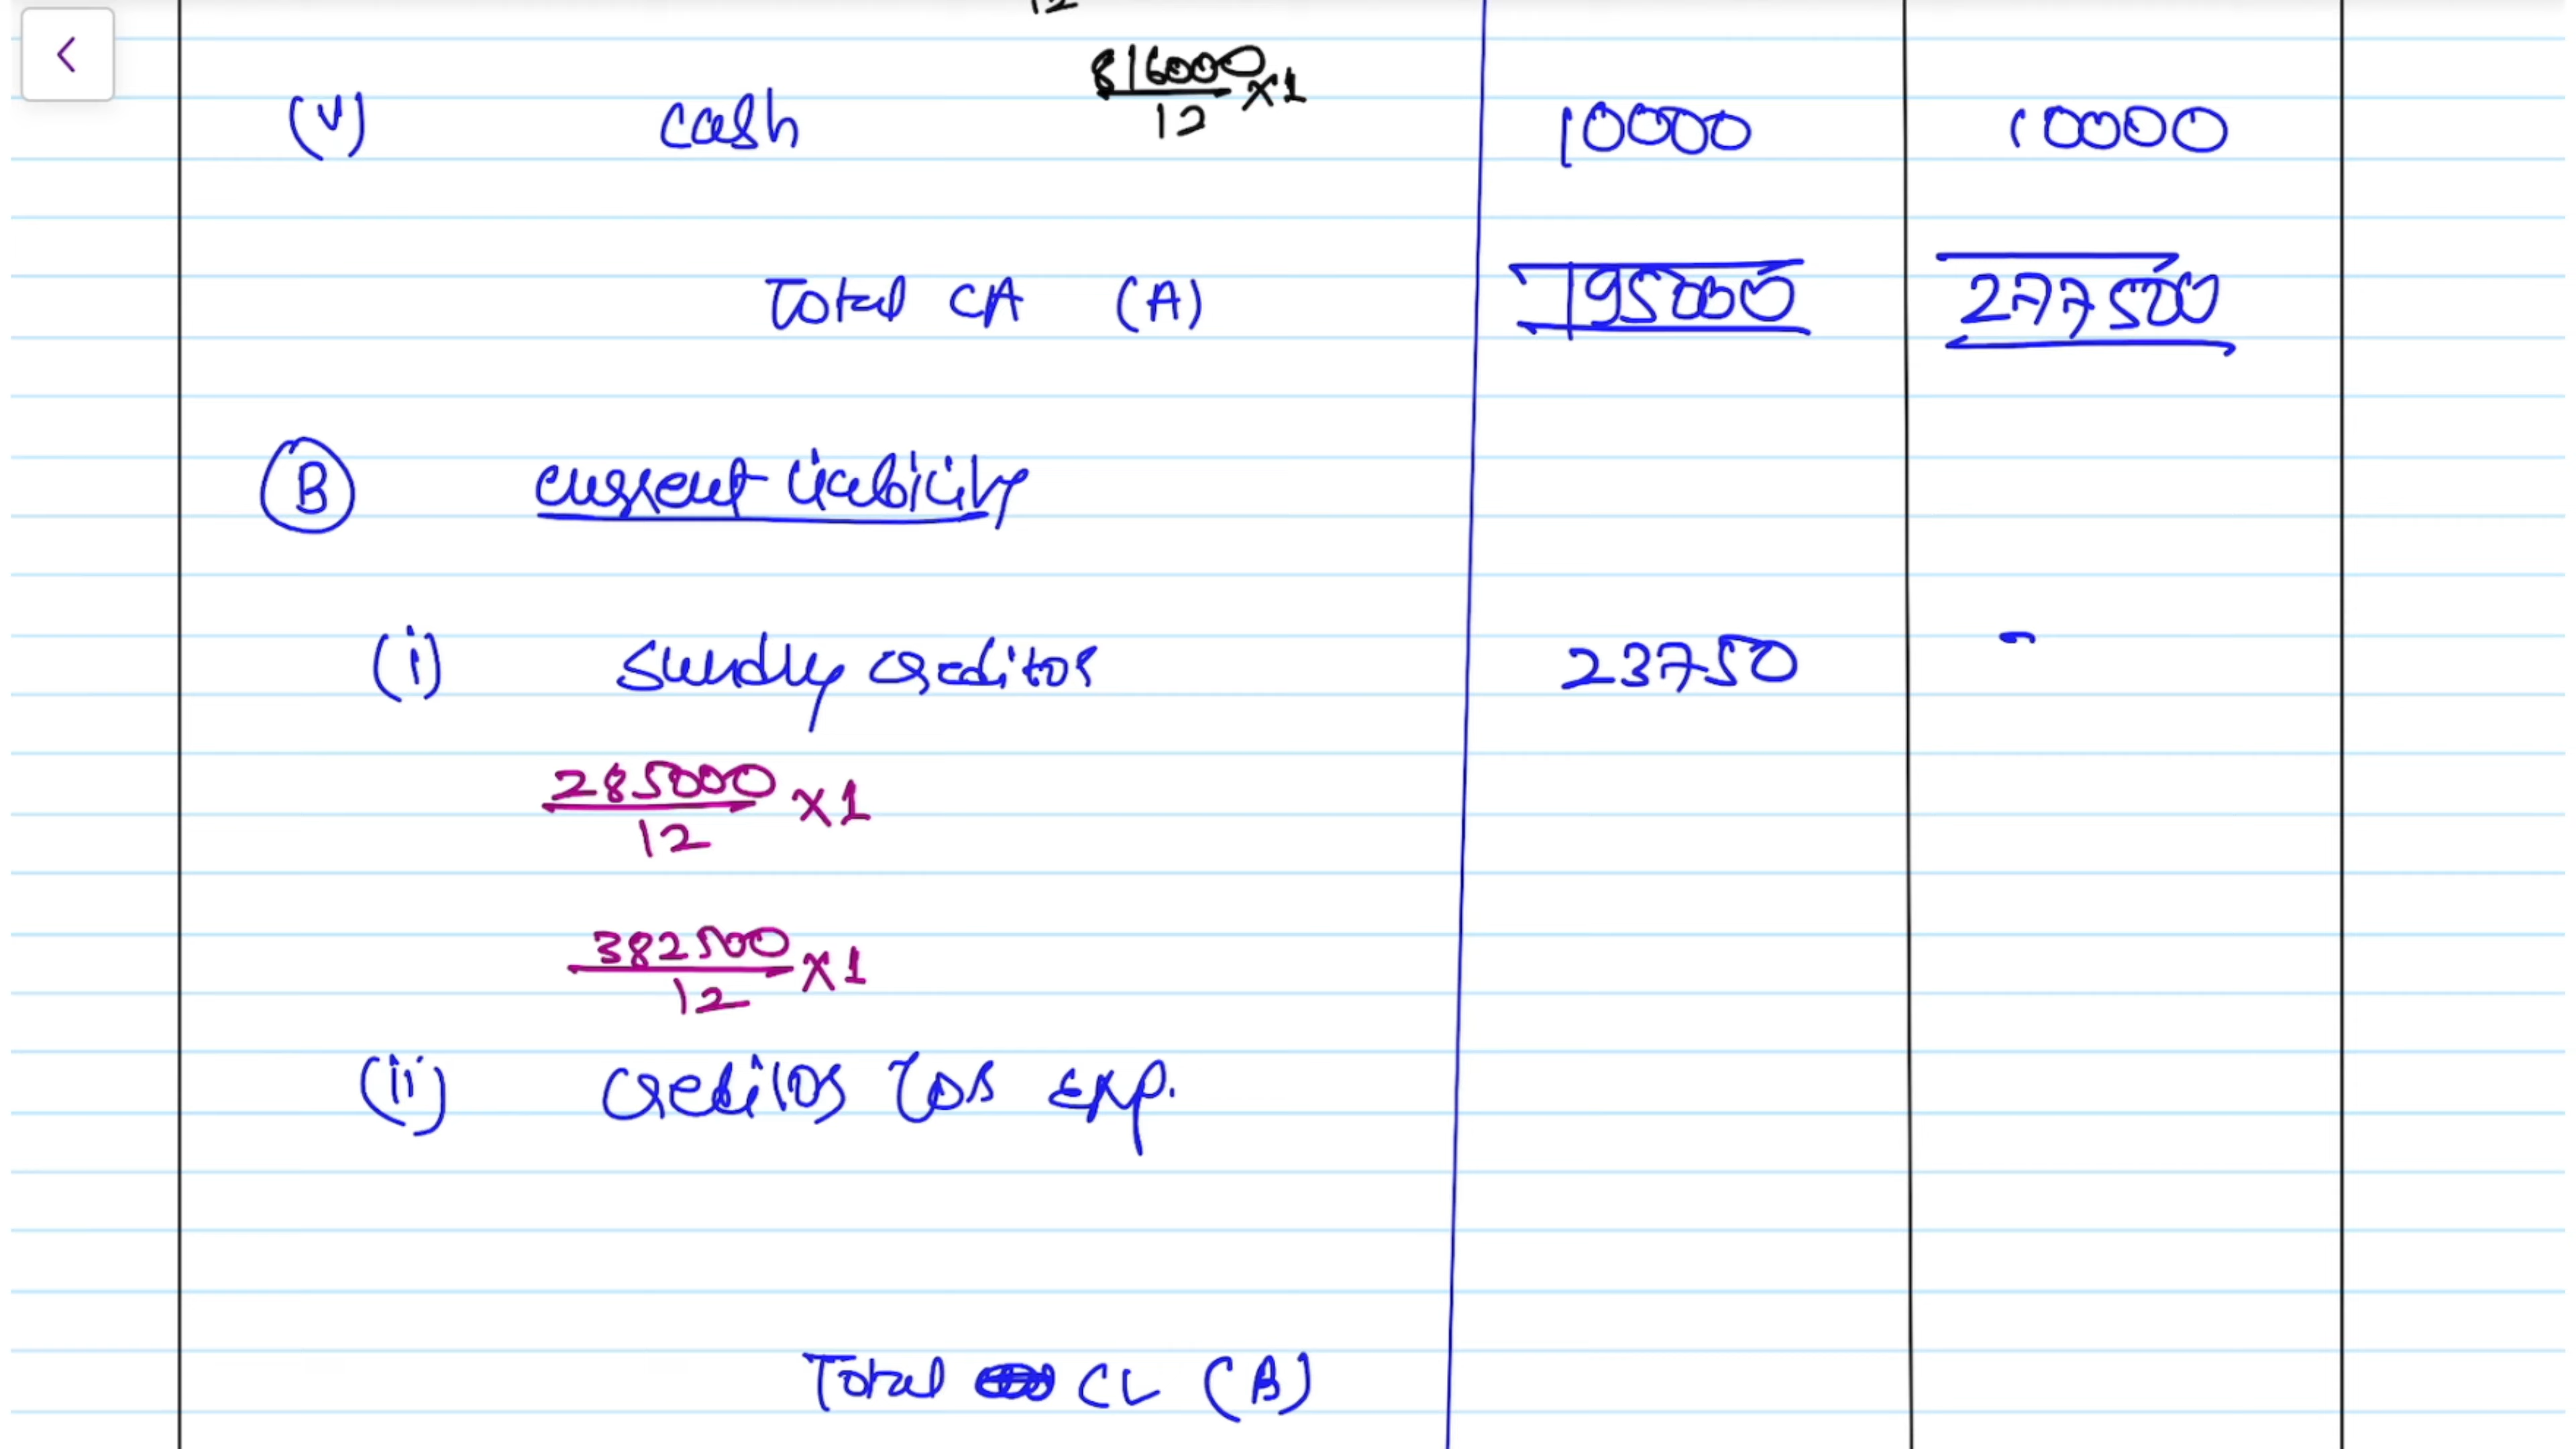 12
816000/12 x1
(v) cash 10000 10000
Total CA (A) 195000 277500
(B) current liability
(i) Sundry creditors 23750 -
285000/12 x1
382500/12 x1
(ii) creditors for exp.
Total CL (B)